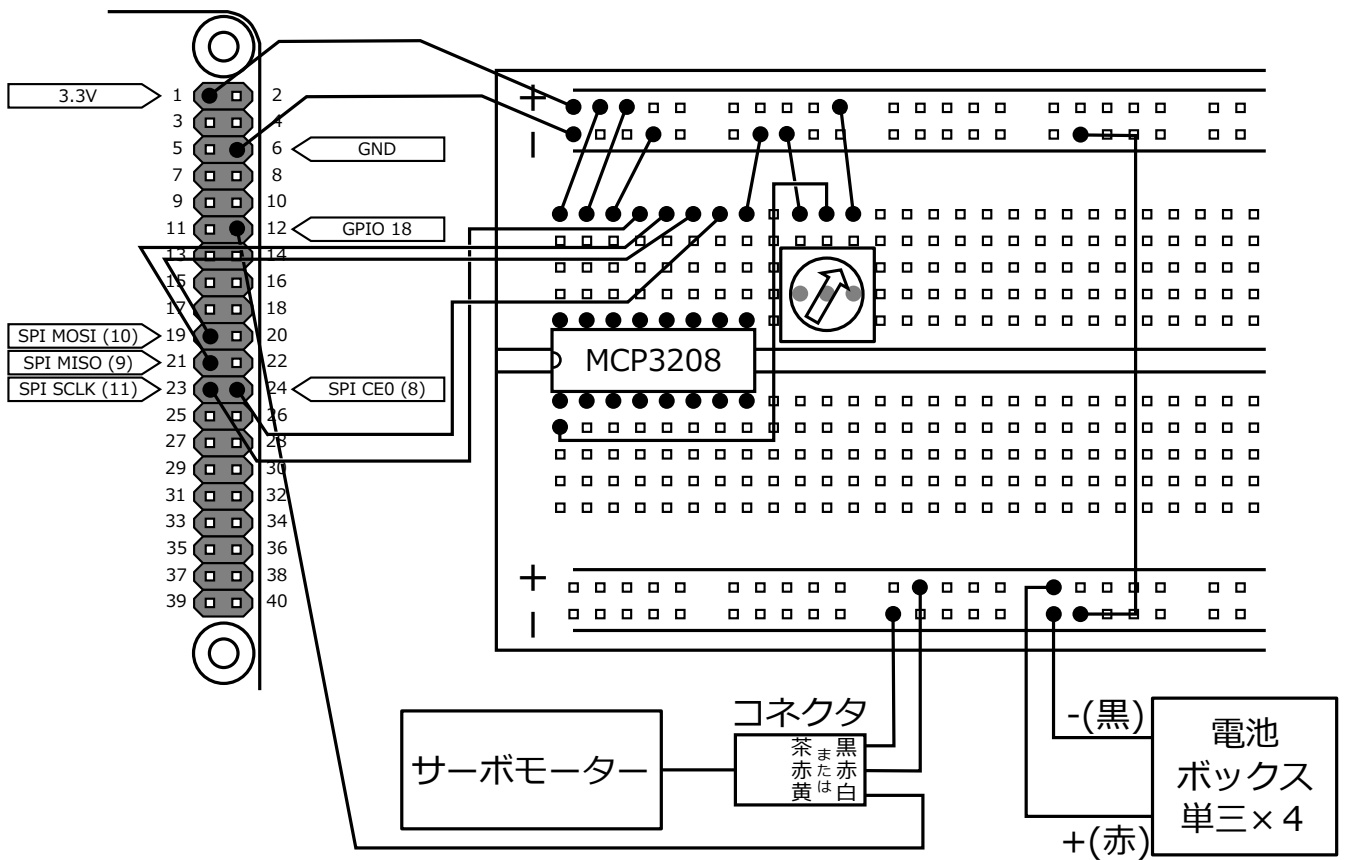 3.3V 1 2
3 4
5 6 GND
7 8
9 10
11 12 GPIO 18
13 14
15 16
17 18
SPI MOSI (10) 19 20
SPI MISO (9) 21 22
SPI SCLK (11) 23 24 SPI CE0 (8)
25 26
27 28
29 30
31 32
33 34
35 36
37 38
39 40
+
-
MCP3208
+
-
サーボモーター
コネクタ
茶 黒
赤 または 赤
黄 白
-(黒)
+(赤)
電池
ボックス
単三×4